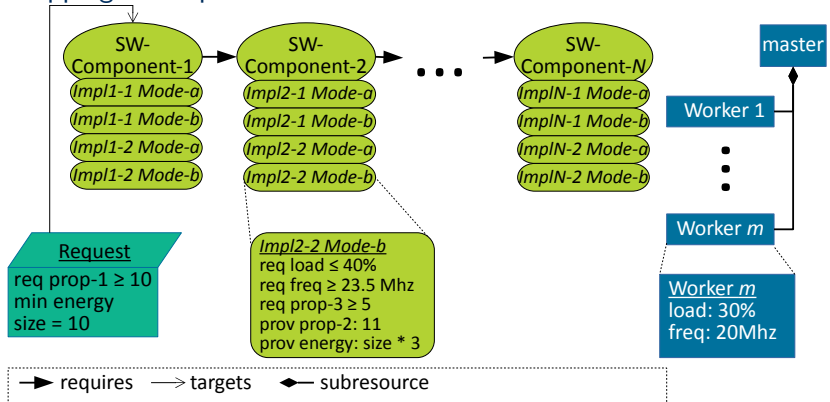 SW-
Component-1
Impl1-1 Mode-a
Impl1-1 Mode-b
Impl1-2 Mode-a
Impl1-2 Mode-b
SW-
Component-2
Impl2-1 Mode-a
Impl2-1 Mode-b
Impl2-2 Mode-a
Impl2-2 Mode-b
• • •
SW-
Component-N
ImplN-1 Mode-a
ImplN-1 Mode-b
ImplN-2 Mode-a
ImplN-2 Mode-b
master
Worker 1
Worker m
Request
req prop-1 ≥ 10
min energy
size = 10
Impl2-2 Mode-b
req load ≤ 40%
req freq ≥ 23.5 Mhz
req prop-3 ≥ 5
prov prop-2: 11
prov energy: size * 3
Worker m
load: 30%
freq: 20Mhz
requires
targets
subresource